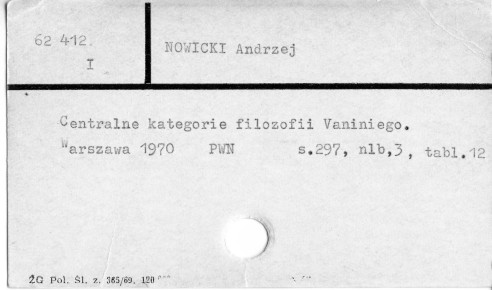 62 412.
I
NOWICKI Andrzej
Centralne kategorie filozofii Vaniniego.
Warszawa 1970 PWN s.297, nlb,3, tabl.12
ŻG Pol. Śl. z. 365/69. 120